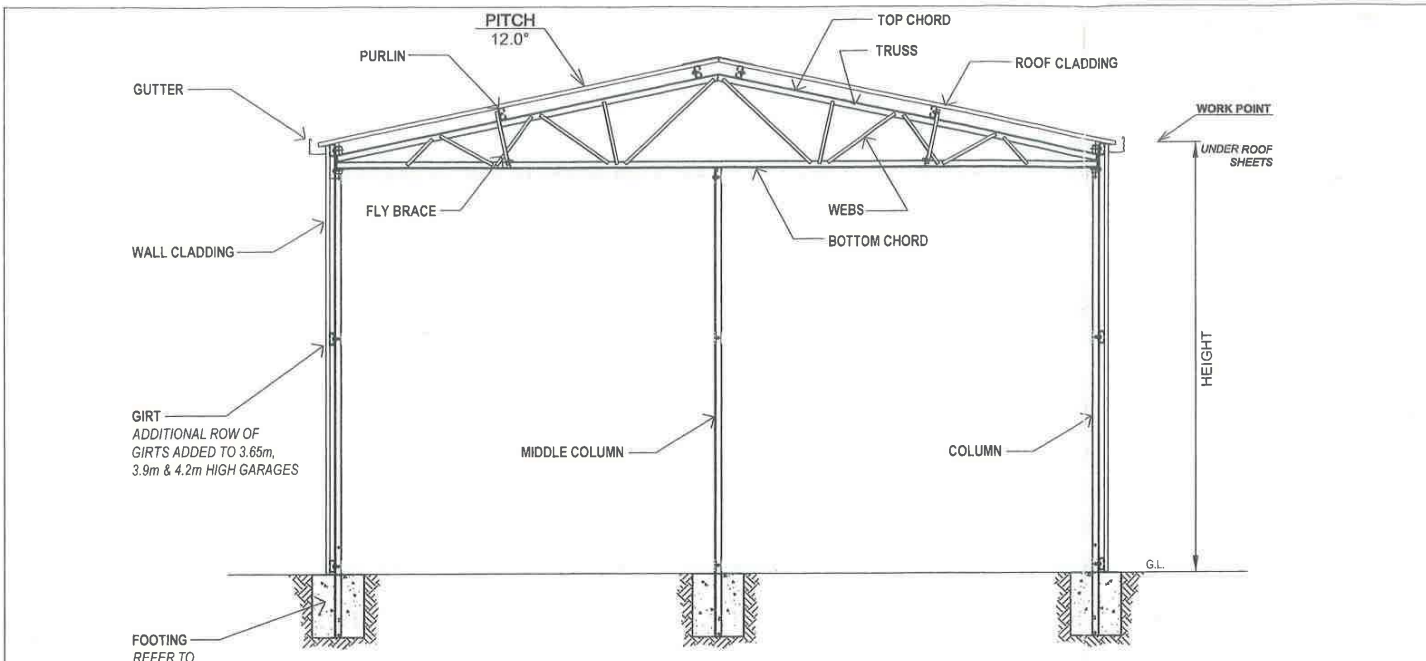 PITCH
12.0°
TOP CHORD
PURLIN
TRUSS
ROOF CLADDING
GUTTER
WORK POINT
UNDER ROOF
SHEETS
FLY BRACE
WEBS
BOTTOM CHORD
WALL CLADDING
HEIGHT
GIRT
ADDITIONAL ROW OF
GIRTS ADDED TO 3.65m,
3.9m & 4.2m HIGH GARAGES
MIDDLE COLUMN
COLUMN
G.L.
FOOTING
REFER TO